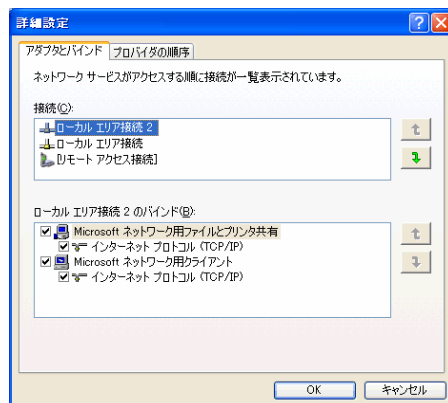 詳細設定
アダプタとバインド プロバイダの順序
ネットワーク サービスがアクセスする順に接続が一覧表示されています。
接続(C):
ローカル エリア接続 2
ローカル エリア接続
[リモート アクセス接続]
ローカル エリア接続 2 のバインド(B):
Microsoft ネットワーク用ファイルとプリンタ共有
インターネット プロトコル (TCP/IP)
Microsoft ネットワーク用クライアント
インターネット プロトコル (TCP/IP)
OK キャンセル